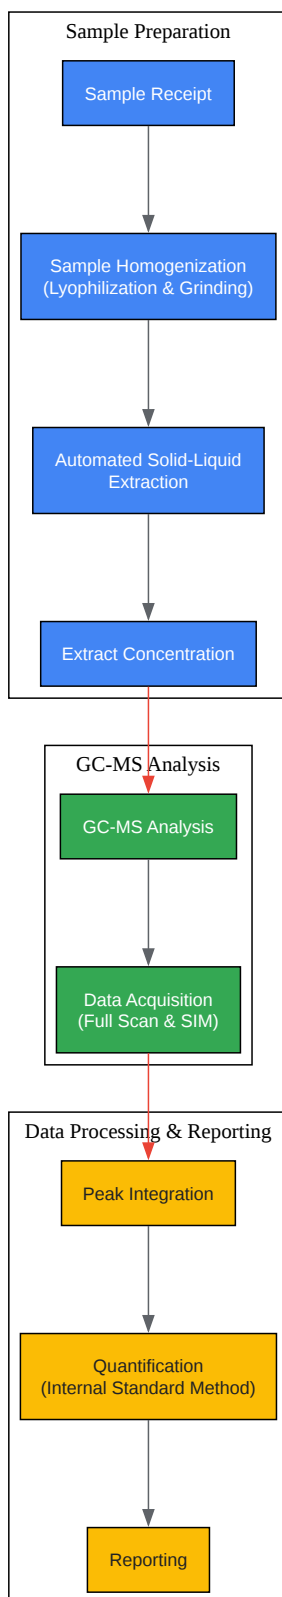 Sample Preparation
Sample Receipt
Sample Homogenization
(Lyophilization & Grinding)
Automated Solid-Liquid
Extraction
Extract Concentration
GC-MS Analysis
GC-MS Analysis
Data Acquisition
(Full Scan & SIM)
Data Processing & Reporting
Peak Integration
Quantification
(Internal Standard Method)
Reporting